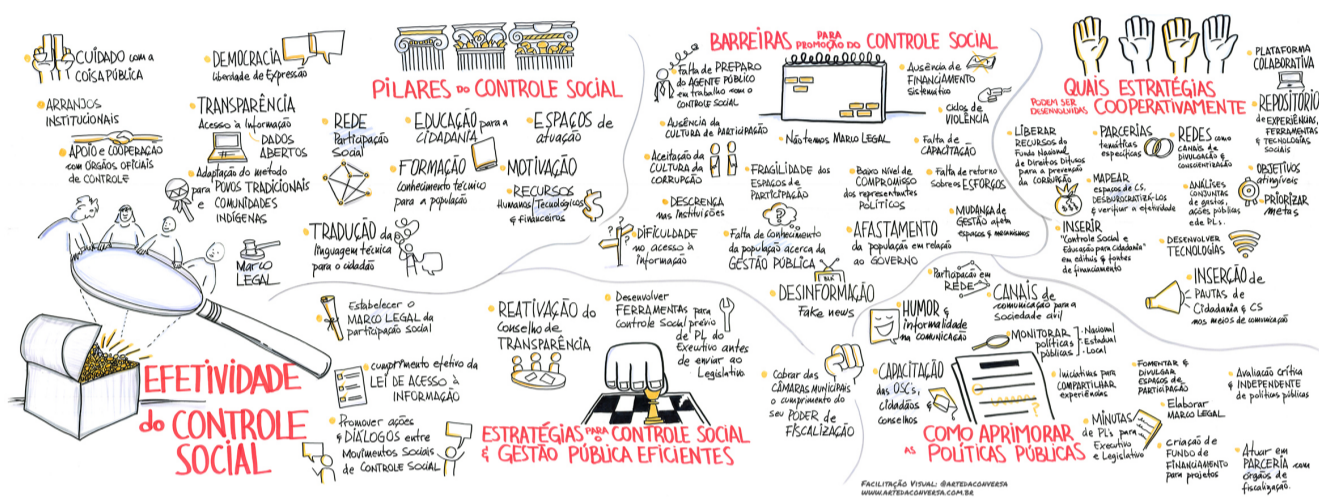 CUIDADO com a
COISA PÚBLICA
ARRANJOS
INSTITUCIONAIS
APOIO e COOPERAÇÃO
com ÓRGÃOS OFICIAIS
DE CONTROLE
DEMOCRACIA
Liberdade de Expressão
TRANSPARÊNCIA
Acesso à Informação
DADOS
ABERTOS
Adaptação do método
para POVOS TRADICIONAIS
e COMUNIDADES
INDÍGENAS
MARCO
LEGAL
PILARES DO CONTROLE SOCIAL
REDE
Participação
Social
EDUCAÇÃO para a
CIDADANIA
ESPAÇOS de
atuação
FORMAÇÃO
conhecimento técnico
para a população
MOTIVAÇÃO
RECURSOS
Humanos, Tecnológicos
& Financeiros
TRADUÇÃO da
linguagem técnica
para o cidadão
EFETIVIDADE
do CONTROLE
SOCIAL
BARREIRAS PARA PROMOÇÃO DO CONTROLE SOCIAL
Falta de PREPARO
do AGENTE PÚBLICO
em trabalho com o
CONTROLE SOCIAL
AUSÊNCIA da
CULTURA DE PARTICIPAÇÃO
Aceitação da
CULTURA da
CORRUPÇÃO
DESCRENÇA
nas Instituições
DIFICULDADE
no acesso à
informação
Não temos MARCO LEGAL
FRAGILIDADE dos
ESPAÇOS de
PARTICIPAÇÃO
Falta de conhecimento
da população acerca da
GESTÃO PÚBLICA
Ausência de
FINANCIAMENTO
Sistemático
Ciclos de
VIOLÊNCIA
Falta de
CAPACITAÇÃO
Baixo Nível de
COMPROMISSO
dos representantes
POLÍTICOS
Falta de retorno
sobre os ESFORÇOS
AFASTAMENTO
da população em relação
ao GOVERNO
MUDANÇA de
GESTÃO afeta
espaços & mecanismos
BLÁ
DESINFORMAÇÃO
Fake news
QUAIS ESTRATÉGIAS
PODEM SER
DESENVOLVIDAS COOPERATIVAMENTE
LIBERAR
RECURSOS do
Fundo Nacional
de Direitos Difusos
para a prevenção
da CORRUPÇÃO
MAPEAR
espaços de CS,
DESBUROCRATIZÁ-LOS
& verificar a efetividade
INSERIR
"Controle Social e
Educação para Cidadania"
em editais & fontes
de financiamento
PARCERIAS
temáticas
específicas
REDES como
CANAIS de
DIVULGAÇÃO &
CONSCIENTIZAÇÃO
ANÁLISES
CONJUNTAS
de gastos,
ações públicas
e de PL's.
DESENVOLVER
TECNOLOGIAS
PLATAFORMA
COLABORATIVA
REPOSITÓRIO
de EXPERIÊNCIAS,
FERRAMENTAS
& TECNOLOGIAS
SOCIAIS
OBJETIVOS
atingíveis
PRIORIZAR
metas
INSERÇÃO de
PAUTAS de
Cidadania & CS
nos meios de comunicação
Estabelecer o
MARCO LEGAL da
participação social
cumprimento efetivo da
LEI DE ACESSO à
INFORMAÇÃO
Promover ações
& DIÁLOGOS entre
Movimentos Sociais
de CONTROLE SOCIAL
REATIVAÇÃO do
Conselho de
TRANSPARÊNCIA
Desenvolver
FERRAMENTAS para
Controle Social prévio
de PL do
Executivo antes
de enviar ao
Legislativo
Cobrar das
CÂMARAS MUNICIPAIS
o cumprimento do
seu PODER de
FISCALIZAÇÃO
ESTRATÉGIAS PARA O CONTROLE SOCIAL
& GESTÃO PÚBLICA EFICIENTES
Participação em
REDE
HUMOR &
informalidade
na comunicação
CANAIS de
comunicação para a
Sociedade civil
MONITORAR
políticas
públicas
- Nacional
- Estadual
- Local
CAPACITAÇÃO
das OSC's,
cidadãos &
conselhos
Iniciativas para
COMPARTILHAR
experiências
MINUTAS
de PL's para
Executivo
e Legislativo
FOMENTAR &
DIVULGAR
ESPAÇOS de
PARTICIPAÇÃO
Elaborar
MARCO LEGAL
criação de
FUNDO de
FINANCIAMENTO
para projetos
Avaliação crítica
& INDEPENDENTE
de políticas públicas
Atuar em
PARCERIA com
órgãos de
fiscalização.
COMO APRIMORAR
AS POLÍTICAS PÚBLICAS
FACILITAÇÃO VISUAL: @ARTEDACONVERSA
WWW.ARTEDACONVERSA.COM.BR